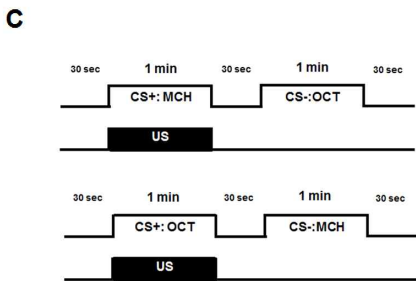 C
30 sec 1 min 30 sec 1 min 30 sec
CS+: MCH CS-:OCT
US
30 sec 1 min 30 sec 1 min 30 sec
CS+: OCT CS-:MCH
US